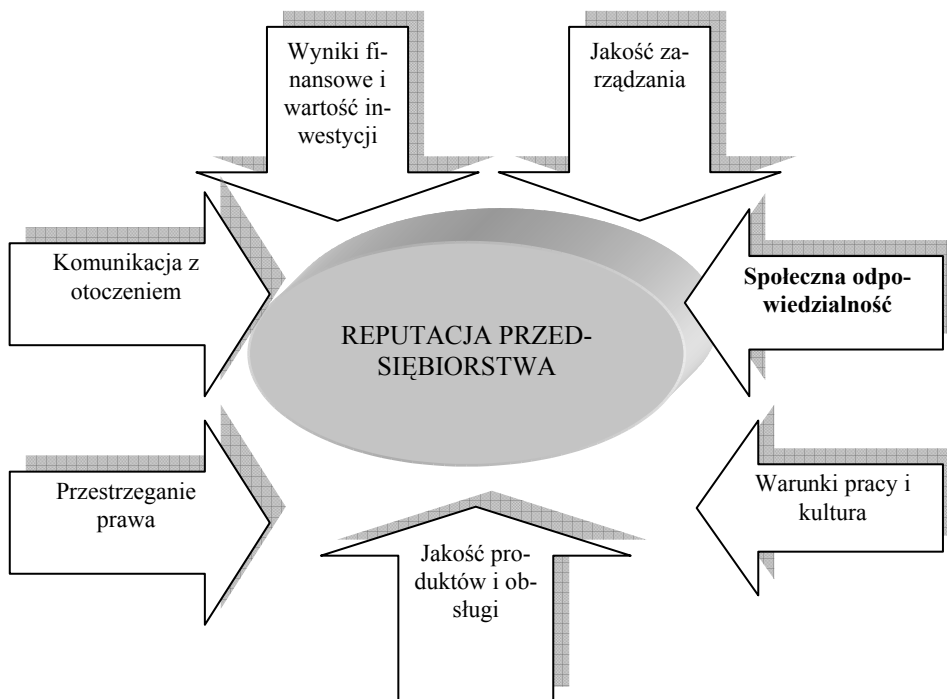 Wyniki fi-
nansowe i
wartość in-
westycji
Jakość za-
rządzania
Komunikacja z
otoczeniem
Społeczna odpo-
wiedzialność
REPUTACJA PRZED-
SIĘBIORSTWA
Przestrzeganie
prawa
Warunki pracy i
kultura
Jakość pro-
duktów i ob-
sługi